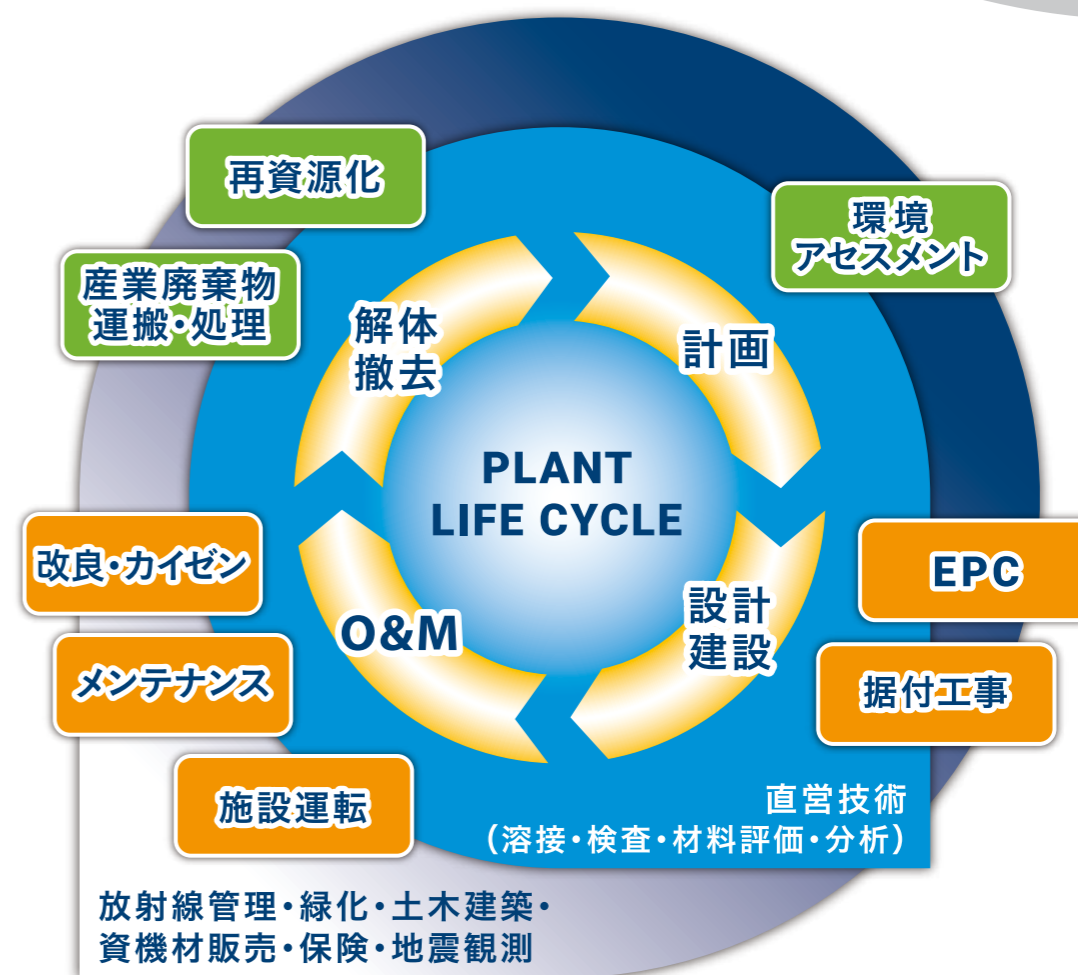 再資源化
環境
アセスメント
産業廃棄物
運搬・処理
解体
撤去
計画
PLANT
LIFE CYCLE
改良・カイゼン
EPC
O&M
設計
建設
メンテナンス
据付工事
施設運転
直営技術
（溶接・検査・材料評価・分析）
放射線管理・緑化・土木建築・
資機材販売・保険・地震観測